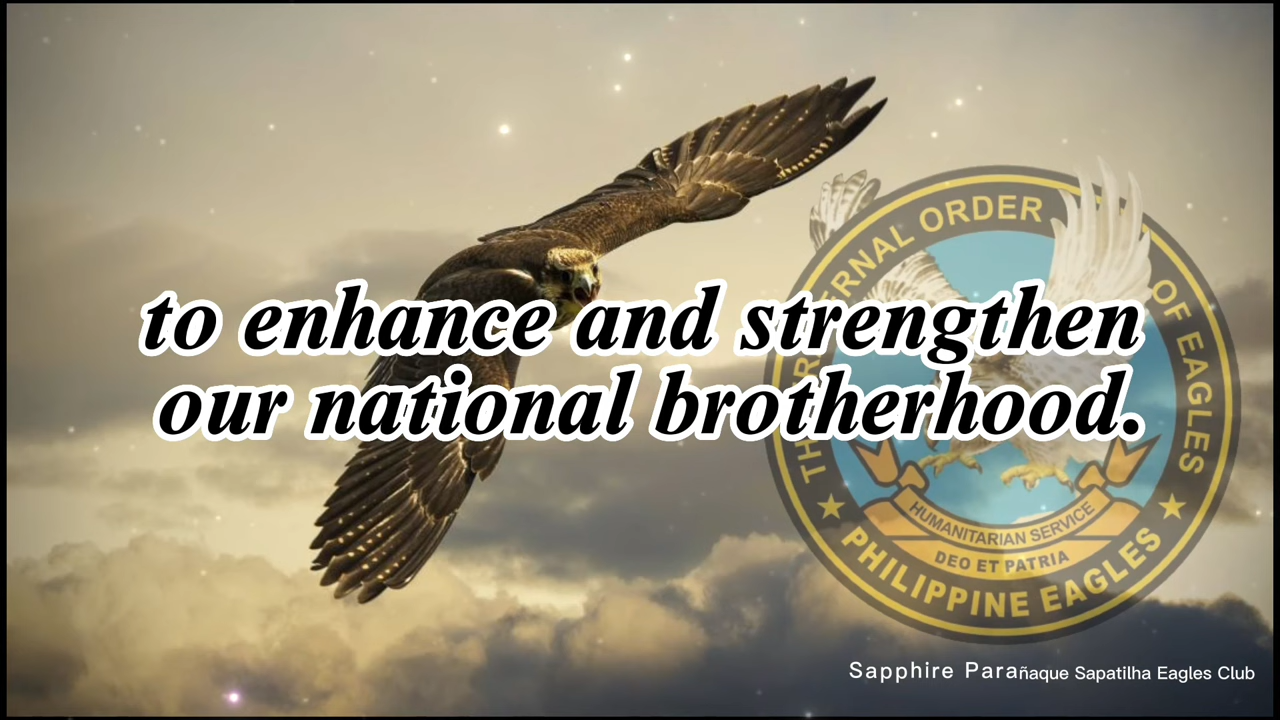 to enhance and strengthen
our national brotherhood.
ERNAL ORDER OF EAGLES
HUMANITARIAN SERVICE
DEO ET PATRIA
PHILIPPINE EAGLES
Sapphire Parañaque Sapatilha Eagles Club